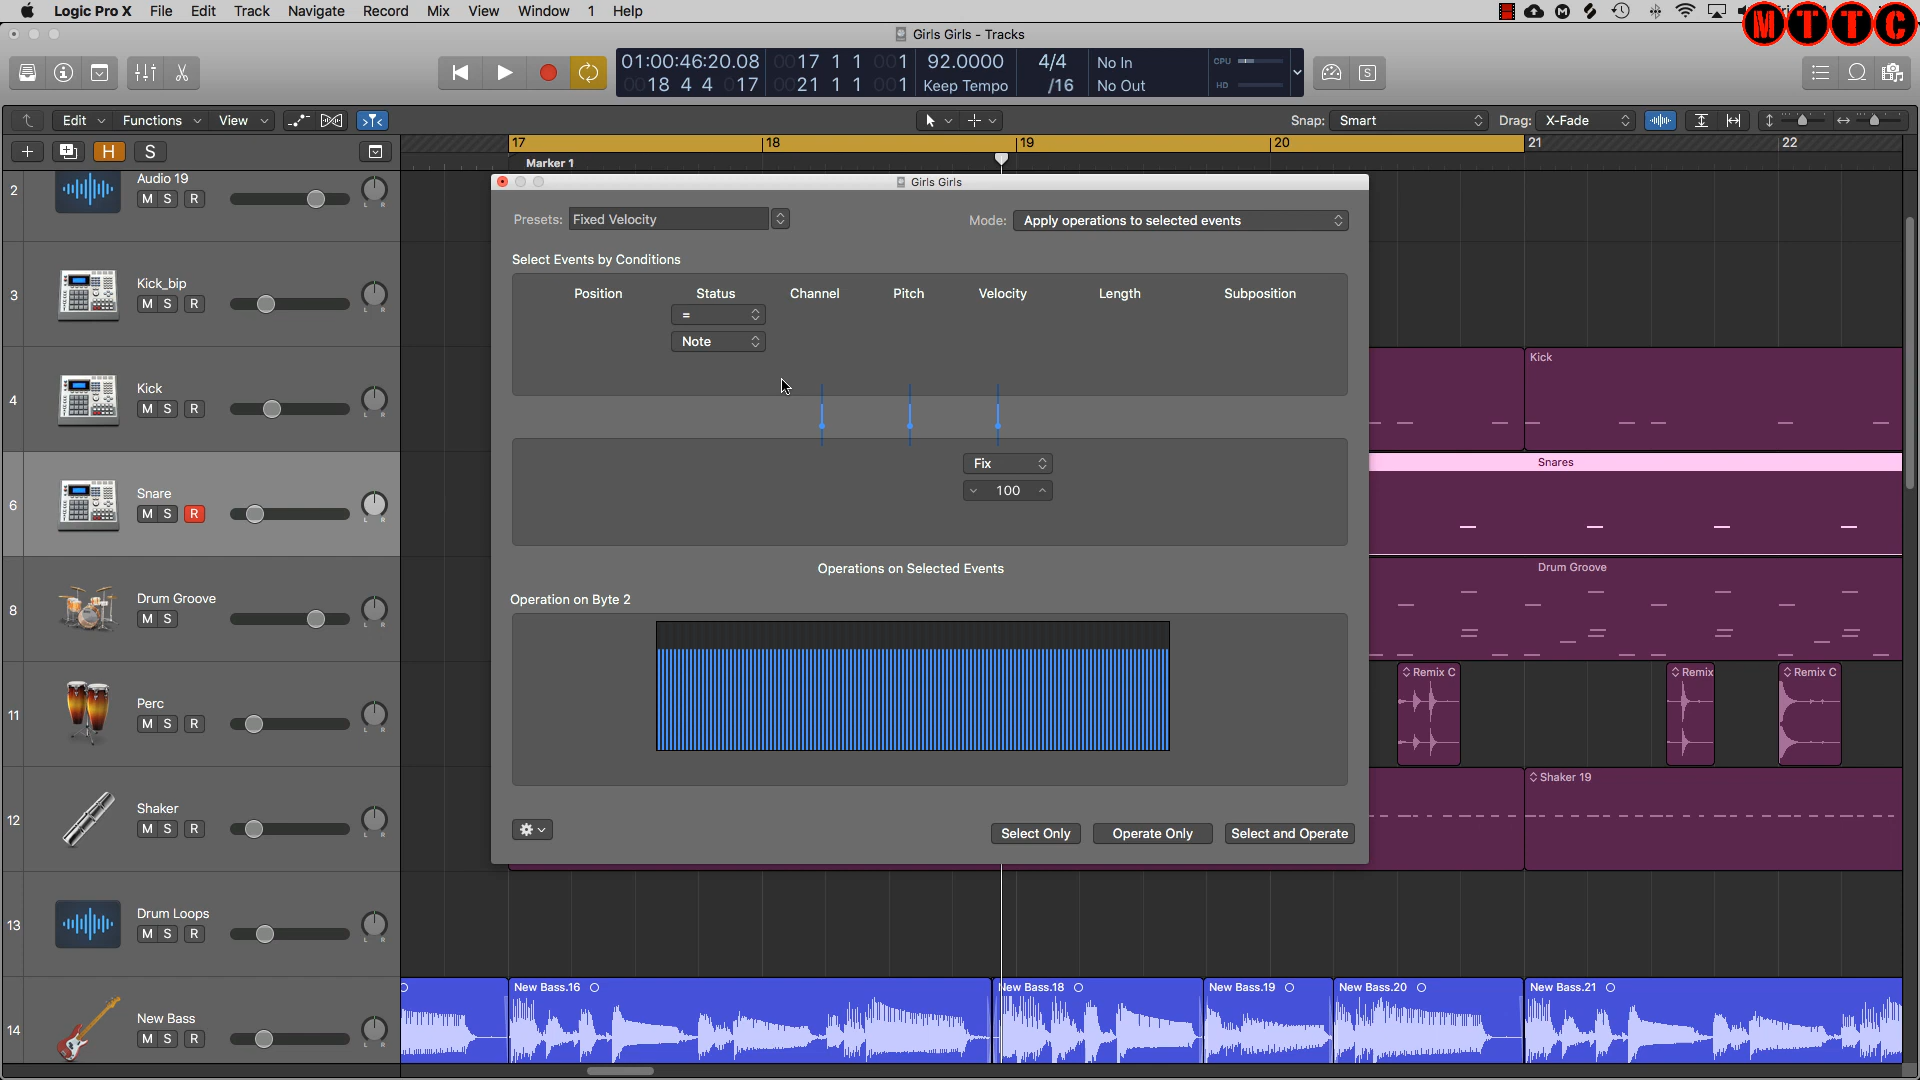 Logic Pro X File Edit Track Navigate Record Mix View Window 1 Help
MTTC
Girls Girls - Tracks
01:00:46:20.08 0017 1 1 001 92.0000 4/4 No In CPU
0018 4 4 017 0021 1 1 001 Keep Tempo /16 No Out HD
S
Edit Functions View Snap: Smart Drag: X-Fade
H S
17 18 19 20 21 22
Marker 1
2 Audio 19
M S R
L R
3 Kick_bip
M S R
L R
4 Kick
M S R
L R
6 Snare
M S R
L R
8 Drum Groove
M S
L R
11 Perc
M S R
L R
12 Shaker
M S R
L R
13 Drum Loops
M S R
L R
14 New Bass
M S R
L R
Girls Girls
Presets: Fixed Velocity Mode: Apply operations to selected events
Select Events by Conditions
Position Status Channel Pitch Velocity Length Subposition
=
Note
Fix
100
Operations on Selected Events
Operation on Byte 2
Select Only Operate Only Select and Operate
Kick
Snares
Drum Groove
Remix C Remix Remix C
Shaker 19
New Bass.16 New Bass.18 New Bass.19 New Bass.20 New Bass.21